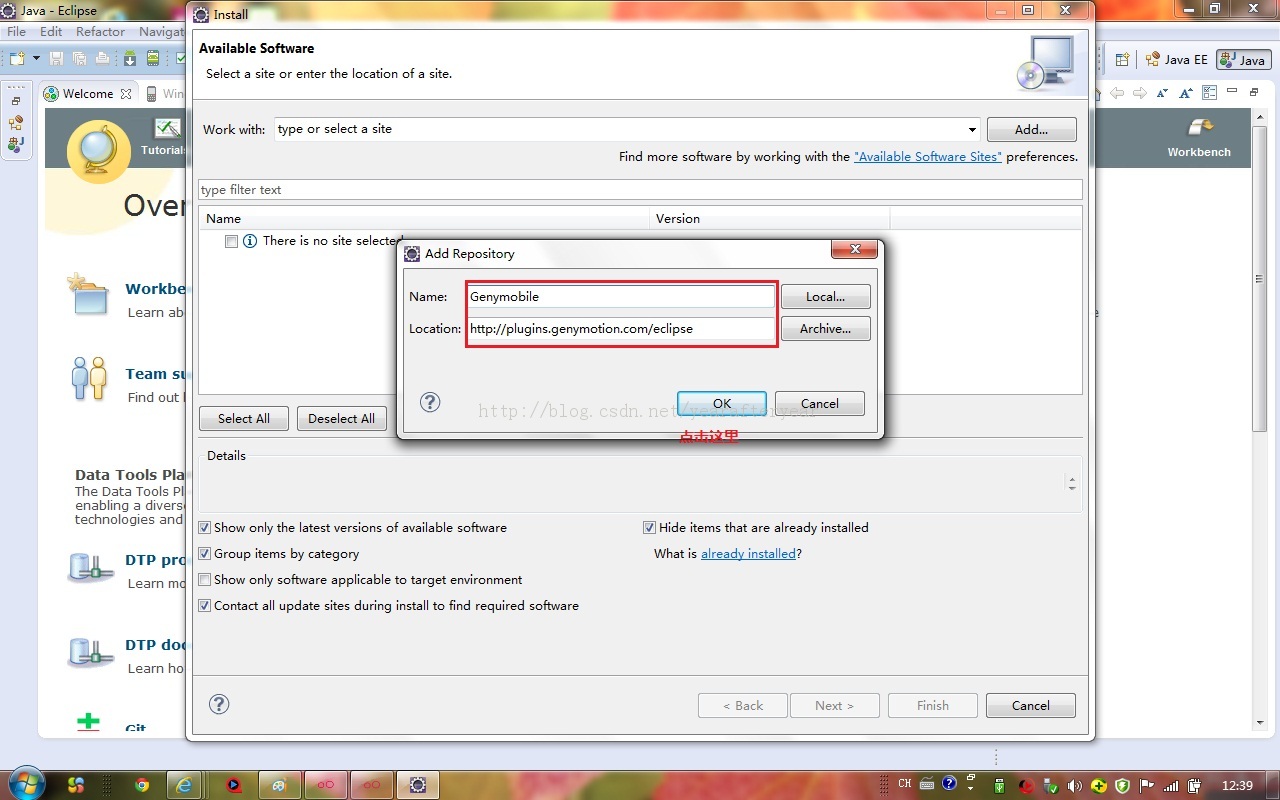 Java - Eclipse
Install
File Edit Refactor Navigat
Available Software
Select a site or enter the location of a site.
Java EE
Java
Welcome
Win
Work with:
type or select a site
Add...
Tutorials
Workbench
Find more software by working with the "Available Software Sites" preferences.
type filter text
Over
Name
Version
There is no site selected
Add Repository
Name:
Genymobile
Local...
Workbe
Learn ab
Location:
http://plugins.genymotion.com/eclipse
Archive...
Team su
Find out
OK
Cancel
http://blog.csdn.net/yearafteryear
Select All
Deselect All
点击这里
Details
Data Tools Pla
The Data Tools Pl
enabling a divers
technologies and
Show only the latest versions of available software
Hide items that are already installed
Group items by category
What is already installed?
DTP pro
Learn mo
Show only software applicable to target environment
Contact all update sites during install to find required software
DTP doc
Learn ho
< Back
Next >
Finish
Cancel
Git
CH
12:39